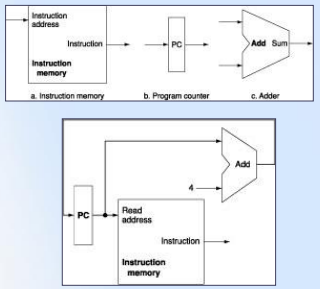 Instruction
address
Instruction
Instruction
memory
PC
Add Sum
a. Instruction memory
b. Program counter
c. Adder
Add
4
PC
Read
address
Instruction
Instruction
memory